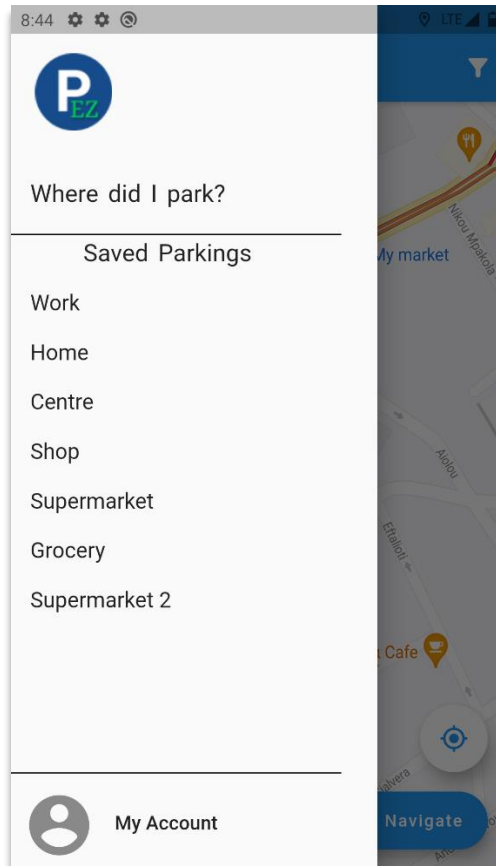 8:44
LTE
P
EZ
Where did I park?
Saved Parkings
Work
Home
Centre
Shop
Supermarket
Grocery
Supermarket 2
My Account
Nikou Mpakola
My market
Aiolou
Eftalioti
Cafe
Navigate